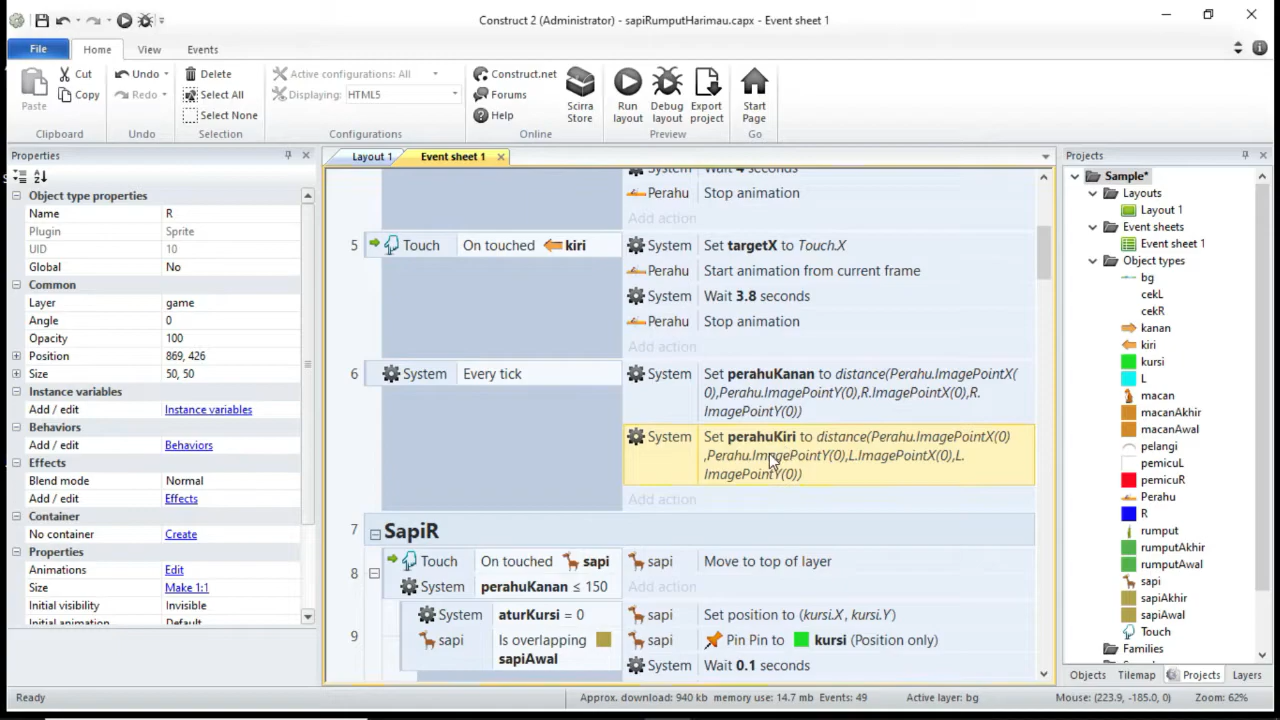 Construct 2 (Administrator) - sapiRumputHarimau.capx - Event sheet 1
File
Home
View
Events
Paste
Cut
Copy
Clipboard
Undo
Redo
Undo
Delete
Select All
Select None
Selection
Active configurations: All
Displaying: HTML5
Configurations
Construct.net
Forums
Help
Online
Scirra
Store
Run
layout
Debug
layout
Export
project
Preview
Start
Page
Go
Properties
Object type properties
Name R
Plugin Sprite
UID 10
Global No
Common
Layer game
Angle 0
Opacity 100
Position 869, 426
Size 50, 50
Instance variables
Add / edit Instance variables
Behaviors
Add / edit Behaviors
Effects
Blend mode Normal
Add / edit Effects
Container
No container Create
Properties
Animations Edit
Size Make 1:1
Initial visibility Invisible
Initial animation
Layout 1
Event sheet 1
System Wait 4 seconds
Perahu Stop animation
Add action
5 Touch On touched kiri
System Set targetX to Touch.X
Perahu Start animation from current frame
System Wait 3.8 seconds
Perahu Stop animation
Add action
6 System Every tick
System Set perahuKanan to distance(Perahu.ImagePointX(
0),Perahu.ImagePointY(0),R.ImagePointX(0),R.
ImagePointY(0))
System Set perahuKiri to distance(Perahu.ImagePointX(0)
,Perahu.ImagePointY(0),L.ImagePointX(0),L.
ImagePointY(0))
Add action
7 SapiR
8 Touch On touched sapi
System perahuKanan ≤ 150
sapi Move to top of layer
Add action
9 System aturKursi = 0
sapi Is overlapping
sapiAwal
sapi Set position to (kursi.X, kursi.Y)
sapi Pin Pin to kursi (Position only)
System Wait 0.1 seconds
Projects
Sample*
Layouts
Layout 1
Event sheets
Event sheet 1
Object types
bg
cekL
cekR
kanan
kiri
kursi
L
macan
macanAkhir
macanAwal
pelangi
pemicuL
pemicuR
Perahu
R
rumput
rumputAkhir
rumputAwal
sapi
sapiAkhir
sapiAwal
Touch
Families
Objects
Tilemap
Projects
Layers
Ready
Approx. download: 940 kb
memory use: 14.7 mb
Events: 49
Active layer: bg
Mouse: (223.9, -185.0, 0)
Zoom: 62%